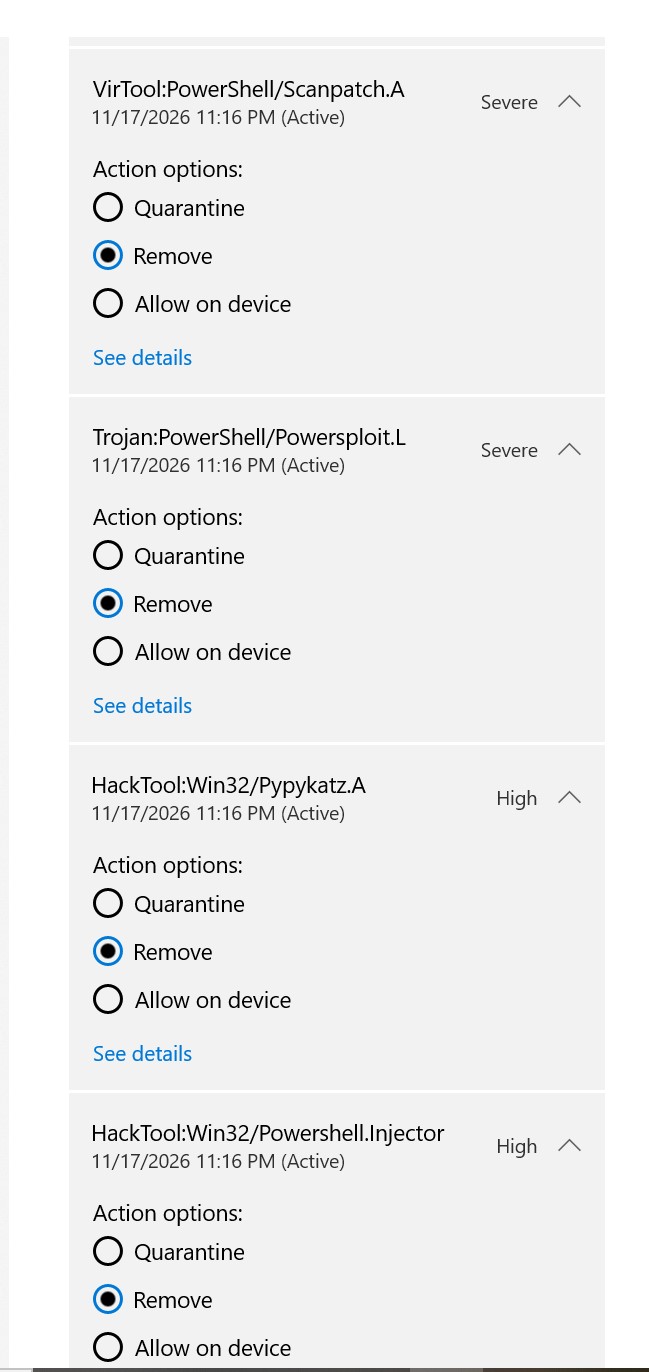 VirTool:PowerShell/Scanpatch.A
Severe
11/17/2026 11:16 PM (Active)
Action options:
Quarantine
Remove
Allow on device
See details
Trojan:PowerShell/Powersploit.L
Severe
11/17/2026 11:16 PM (Active)
Action options:
Quarantine
Remove
Allow on device
See details
HackTool:Win32/Pypykatz.A
High
11/17/2026 11:16 PM (Active)
Action options:
Quarantine
Remove
Allow on device
See details
HackTool:Win32/Powershell.Injector
High
11/17/2026 11:16 PM (Active)
Action options:
Quarantine
Remove
Allow on device